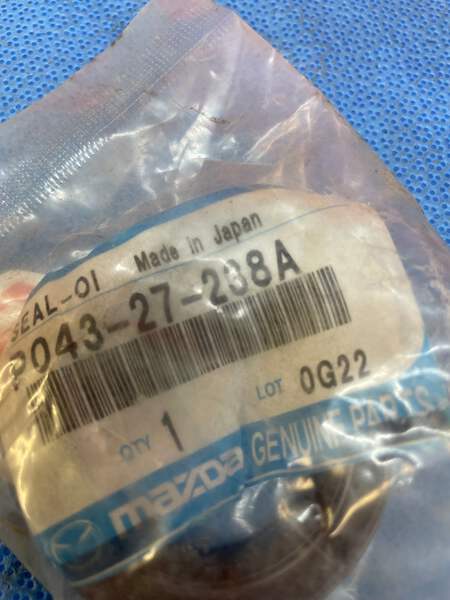 SEAL-OI Made in Japan
P043-27-238A
QTY 1 LOT 0G22
mazda GENUINE PARTS